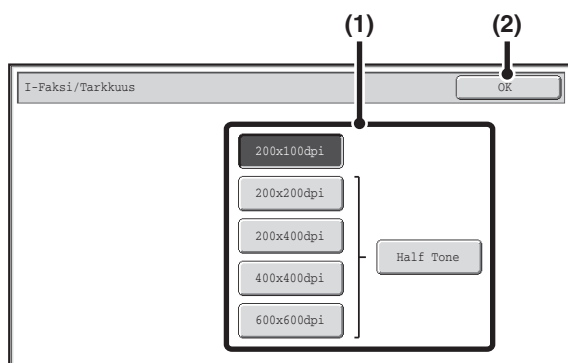 (1) (2)
I-Faksi/Tarkkuus OK
200x100dpi
200x200dpi
200x400dpi
Half Tone
400x400dpi
600x600dpi